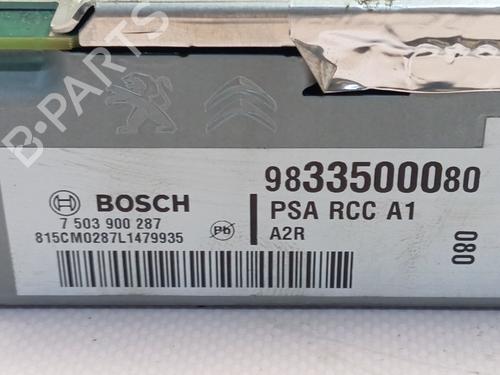 B-PARTS
BOSCH
7 503 900 287
815CM0287L1479935
Pb
9833500080
PSA RCC A1
A2R
080